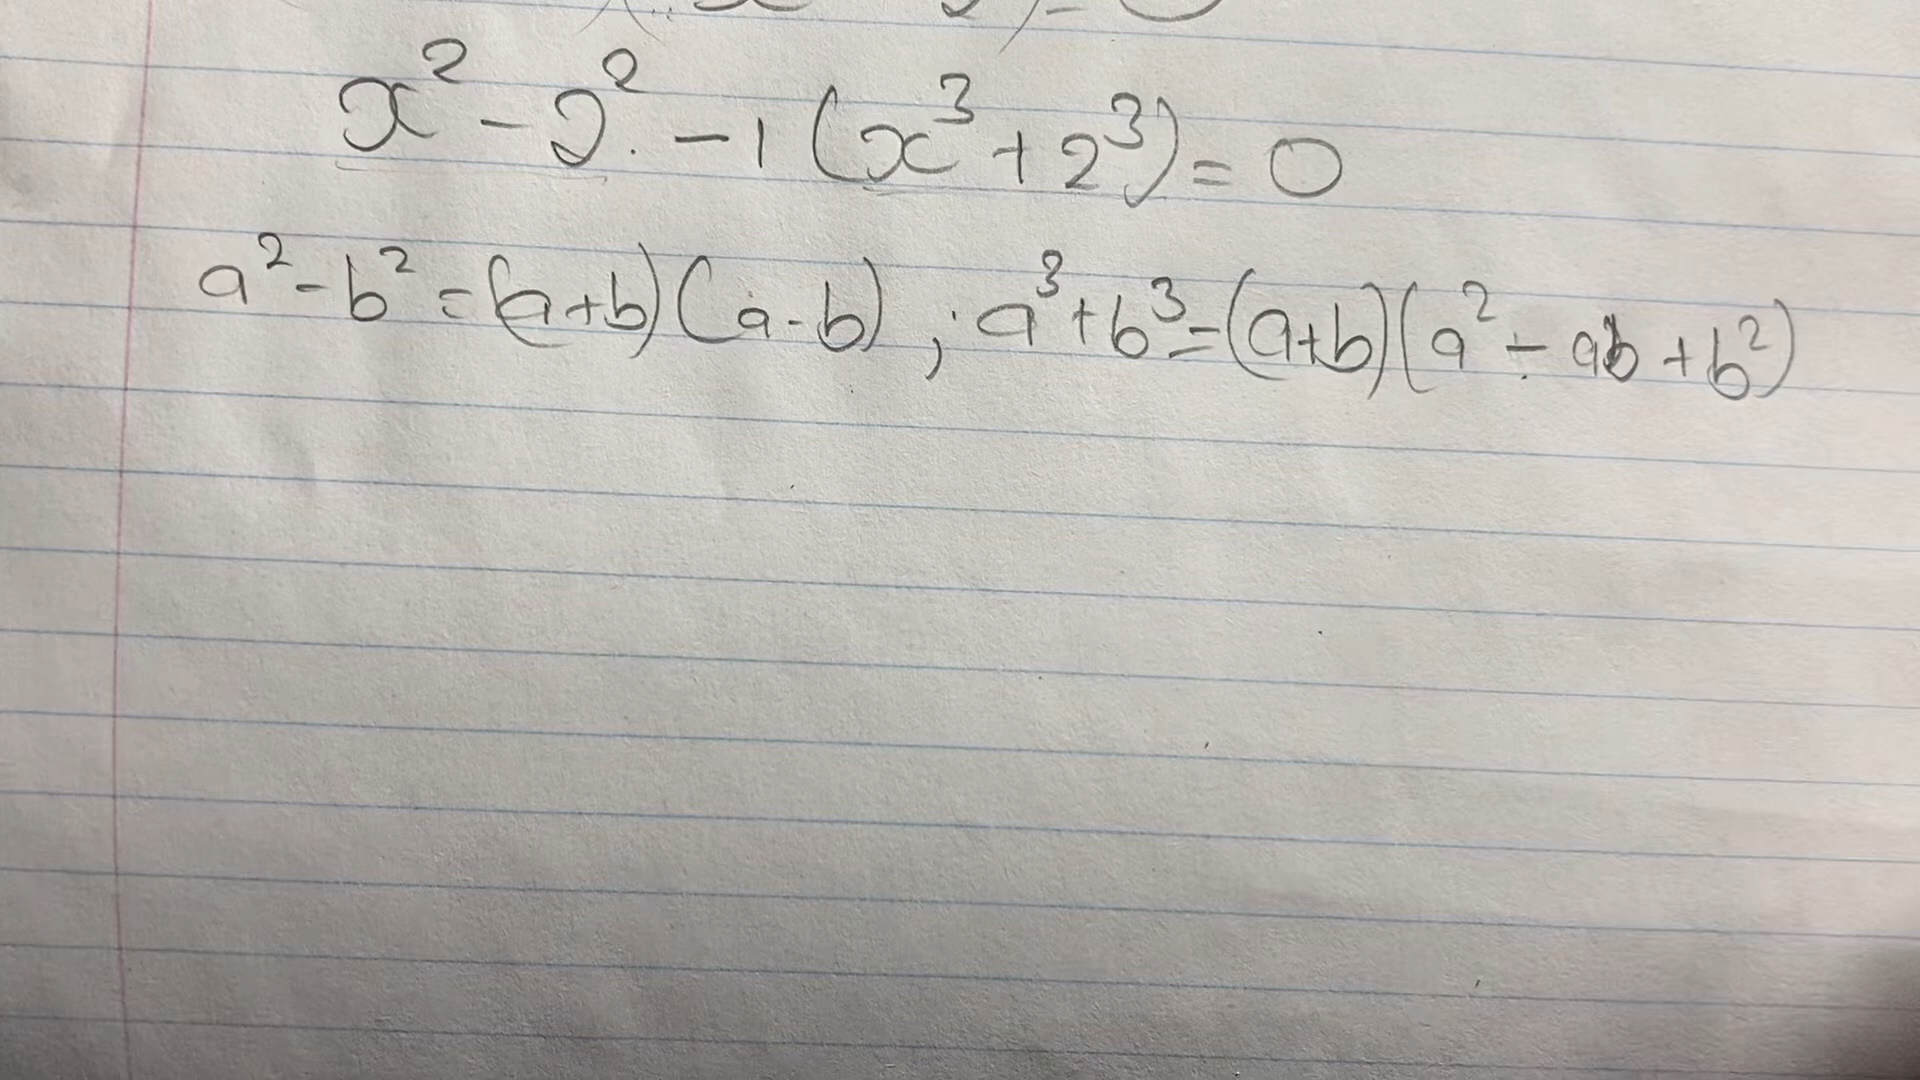 x² - 2². - 1 (x³ + 2³) = 0
a² - b² = (a+b) (a-b) ; a³ + b³ = (a+b)(a² - ab + b²)